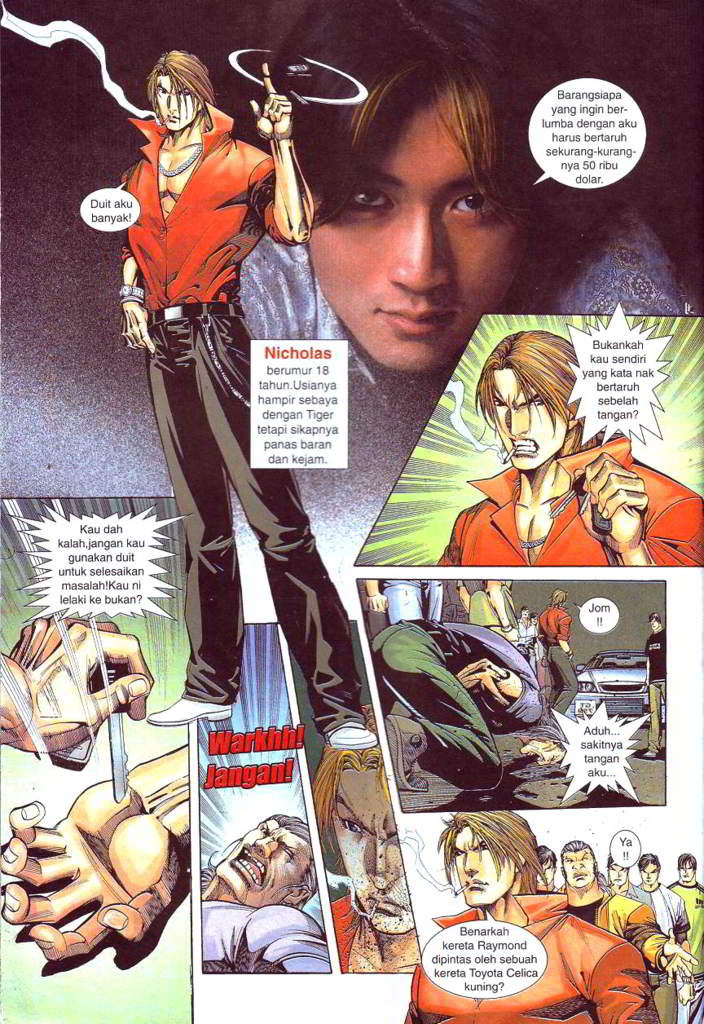 Barangsiapa
yang ingin ber-
lumba dengan aku
harus bertaruh
sekurang-kurang-
nya 50 ribu
dolar.
Duit aku
banyak!
Nicholas
berumur 18
tahun.Usianya
hampir sebaya
dengan Tiger
tetapi sikapnya
panas baran
dan kejam.
Bukankah
kau sendiri
yang kata nak
bertaruh
sebelah
tangan?
Kau dah
kalah,jangan kau
gunakan duit
untuk selesaikan
masalah!Kau ni
lelaki ke bukan?
Warkhh!
Jangan!
Jom
!!
Aduh...
sakitnya
tangan
aku...
Ya
!!
Benarkah
kereta Raymond
dipintas oleh sebuah
kereta Toyota Celica
kuning?